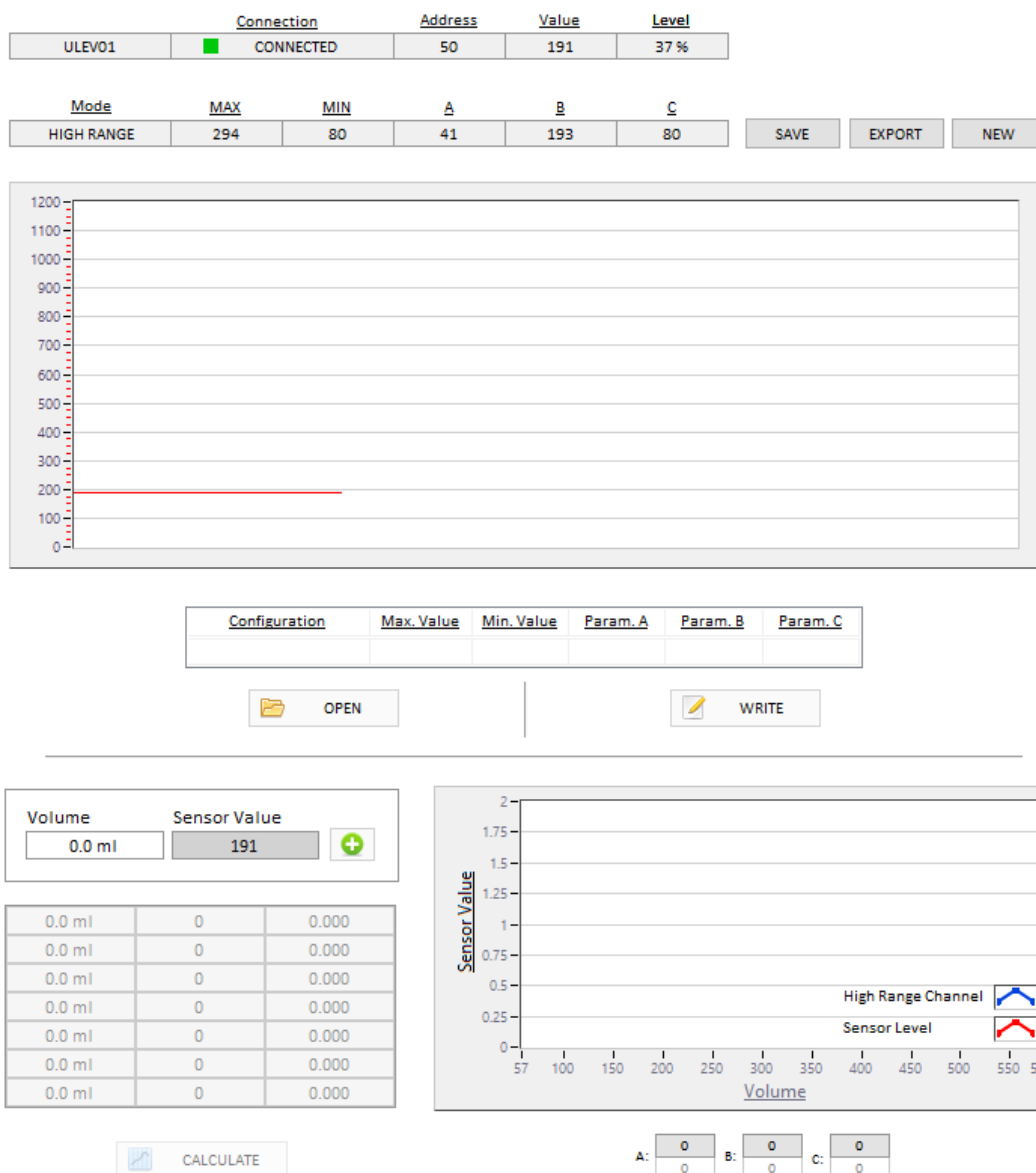 Connection Address Value Level
ULEV01 CONNECTED 50 191 37 %
Mode MAX MIN A B C
HIGH RANGE 294 80 41 193 80 SAVE EXPORT NEW
1200
1100
1000
900
800
700
600
500
400
300
200
100
0
Configuration Max. Value Min. Value Param. A Param. B Param. C
OPEN WRITE
Volume Sensor Value
0.0 ml 191
0.0 ml 0 0.000
0.0 ml 0 0.000
0.0 ml 0 0.000
0.0 ml 0 0.000
0.0 ml 0 0.000
0.0 ml 0 0.000
0.0 ml 0 0.000
CALCULATE
Sensor Value
2
1.75
1.5
1.25
1
0.75
0.5
0.25
0
High Range Channel
Sensor Level
57 100 150 200 250 300 350 400 450 500 550
Volume
A: 0 B: 0 C: 0
0 0 0